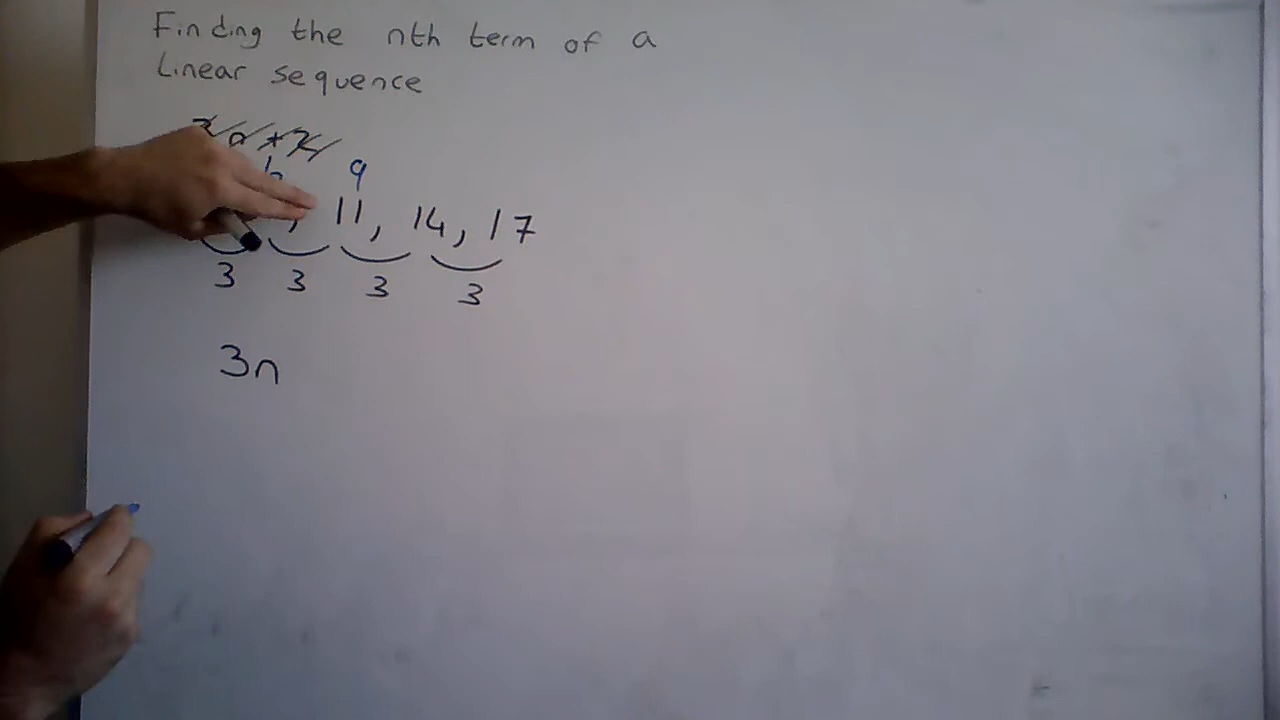 Finding the nth term of a
Linear sequence
9
, 11, 14, 17
3 3 3 3
3n